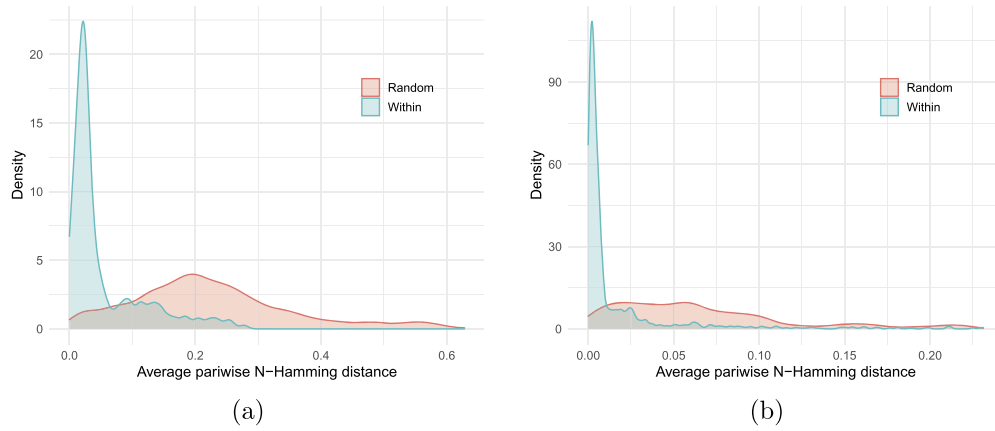 20
15
10
5
0
Density
Random
Within
0.0
0.2
0.4
0.6
Average pariwise N−Hamming distance
(a)
90
60
30
0
Density
Random
Within
0.00
0.05
0.10
0.15
0.20
Average pariwise N−Hamming distance
(b)